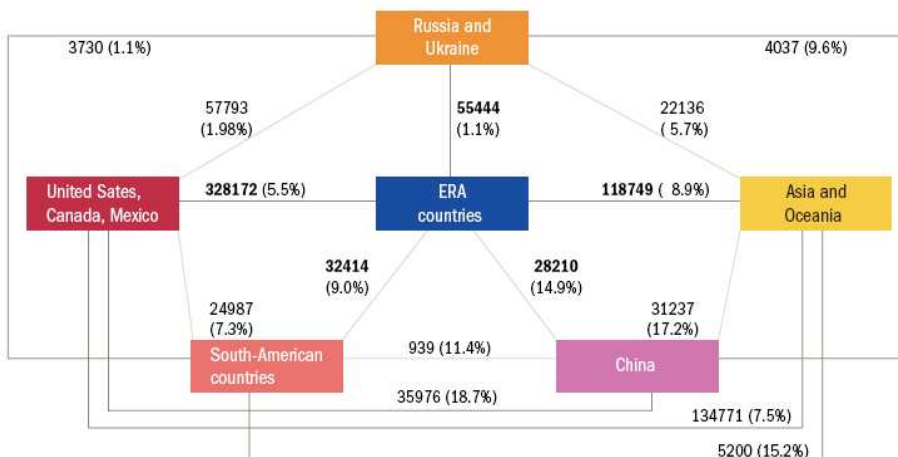 Russia and
Ukraine
3730 (1.1%)
4037 (9.6%)
57793
(1.98%)
55444
(1.1%)
22136
( 5.7%)
United Sates,
Canada, Mexico
328172 (5.5%)
ERA
countries
118749 ( 8.9%)
Asia and
Oceania
32414
(9.0%)
28210
(14.9%)
24987
(7.3%)
31237
(17.2%)
South-American
countries
939 (11.4%)
China
35976 (18.7%)
134771 (7.5%)
5200 (15.2%)